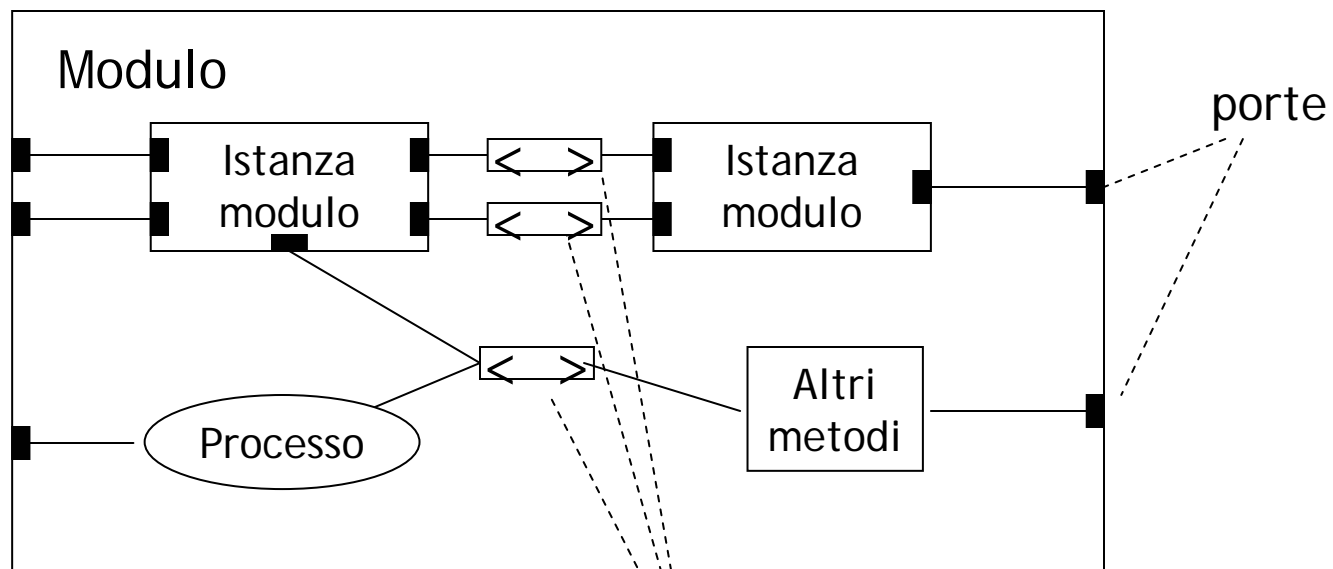 Modulo
porte
Istanza
modulo
< >
Istanza
modulo
< >
< >
Altri
metodi
Processo